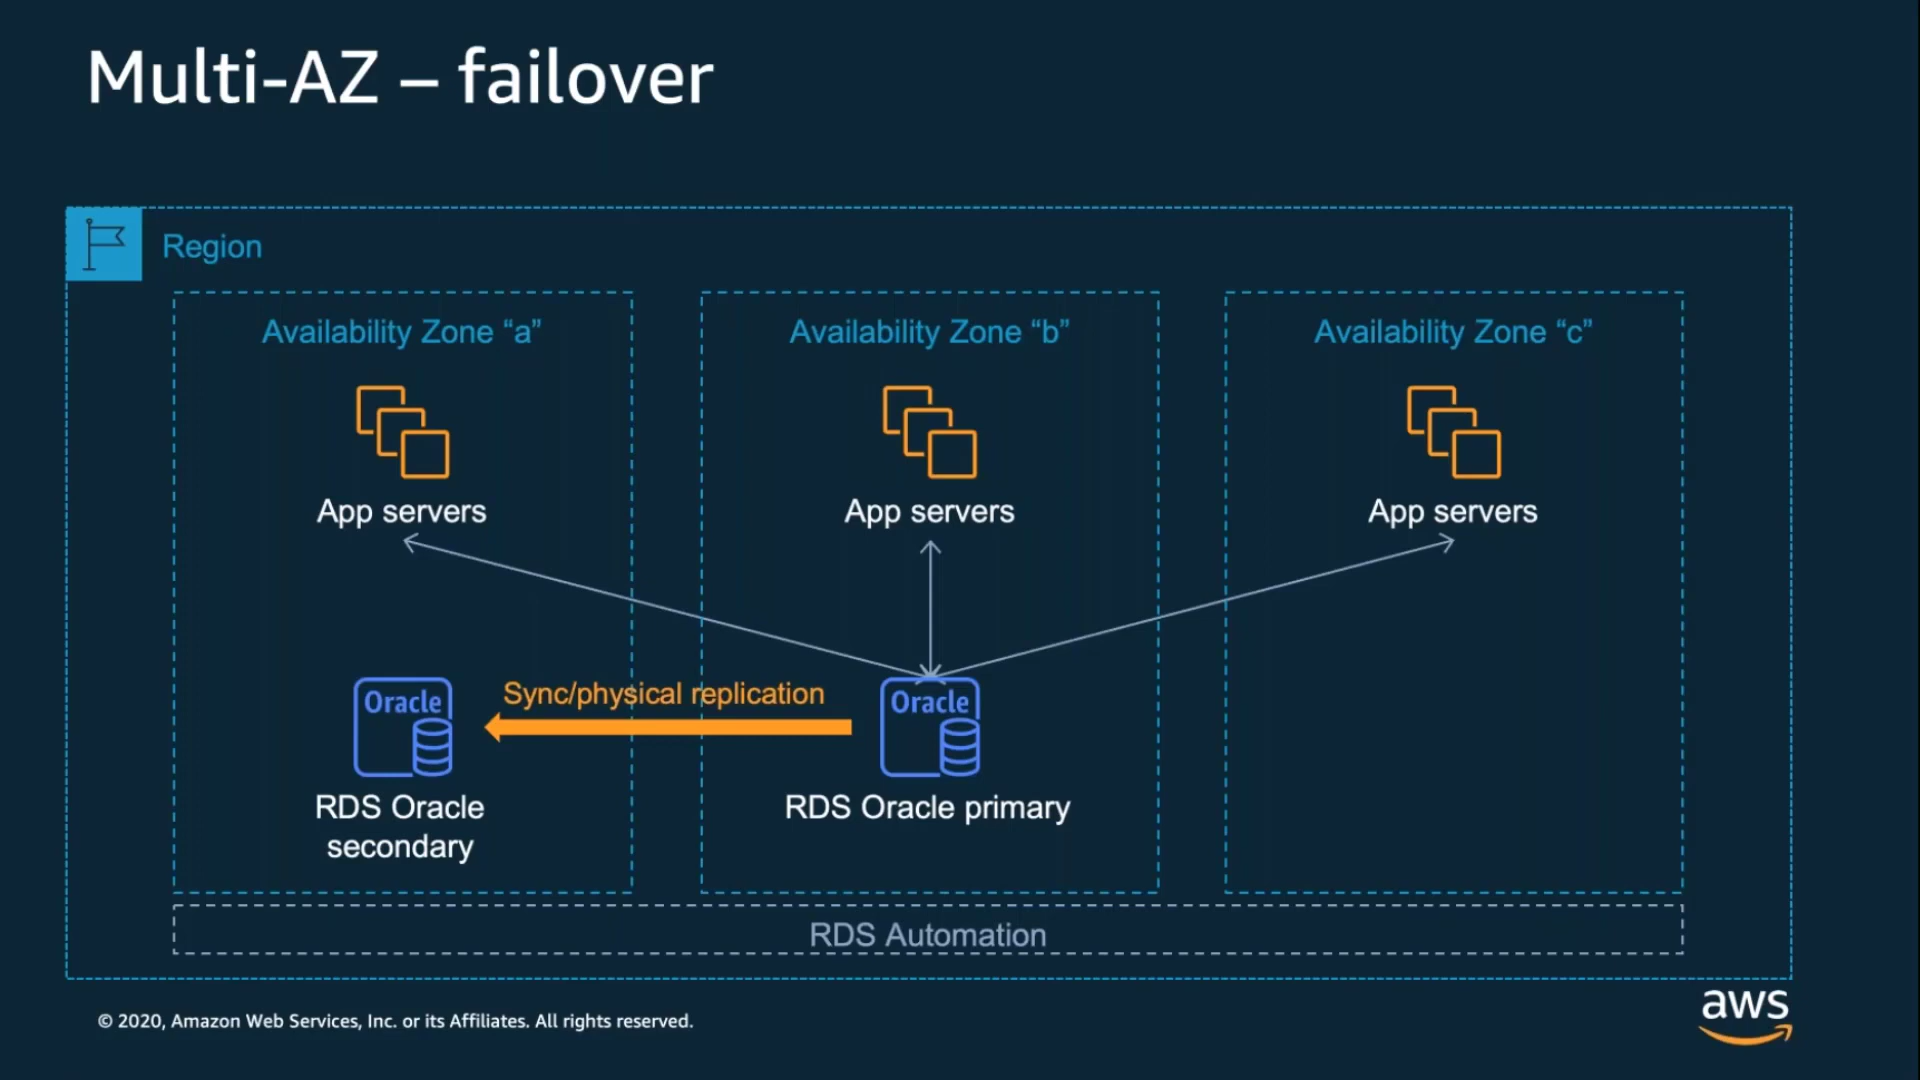 Multi-AZ – failover
Region
Availability Zone “a”
Availability Zone “b”
Availability Zone “c”
App servers
App servers
App servers
Oracle
Sync/physical replication
Oracle
RDS Oracle
secondary
RDS Oracle primary
RDS Automation
© 2020, Amazon Web Services, Inc. or its Affiliates. All rights reserved.
aws